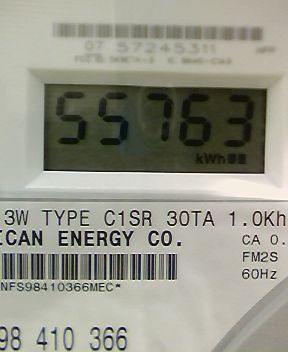 07 57245311
55763
kWh
3W TYPE C1SR 30TA 1.0Kh
ICAN ENERGY CO.
CA 0.
FM2S
NFS98410366MEC*
60Hz
98 410 366